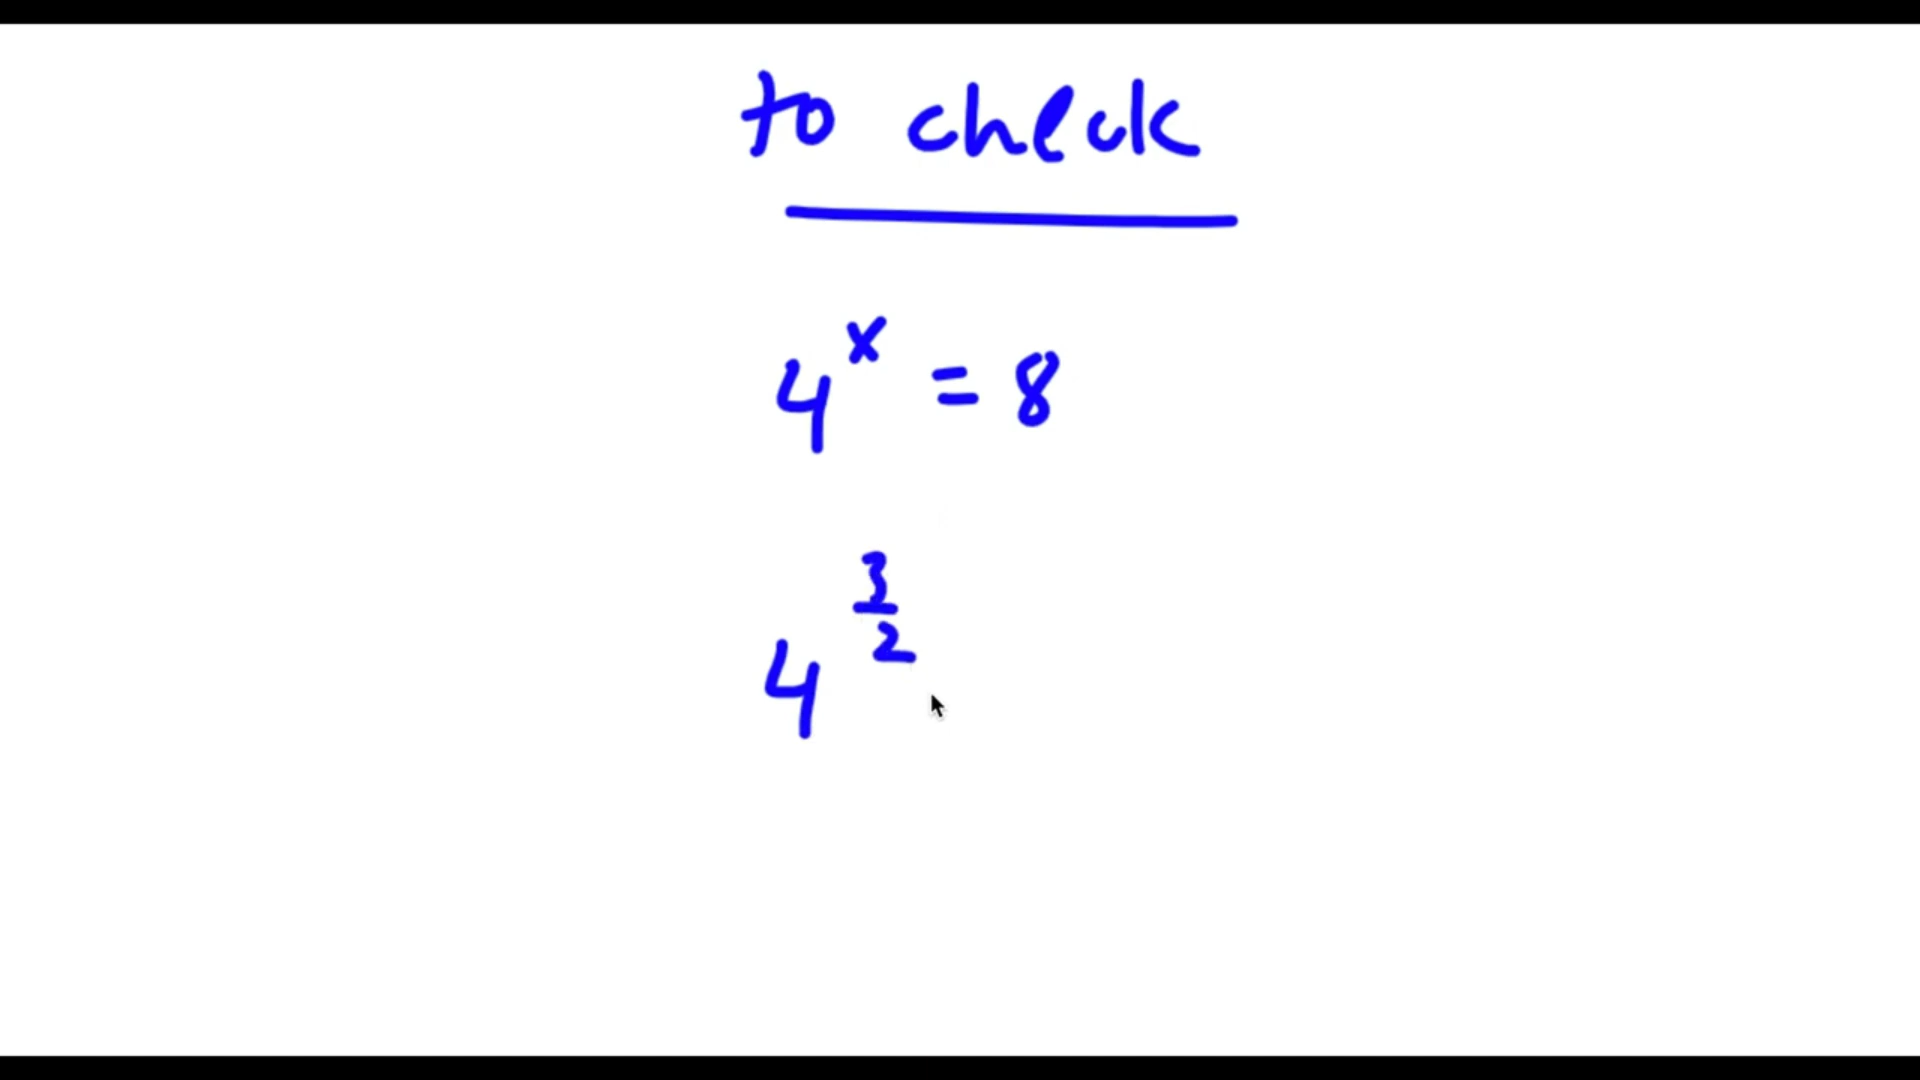 to check
4^x = 8
4^(3/2)